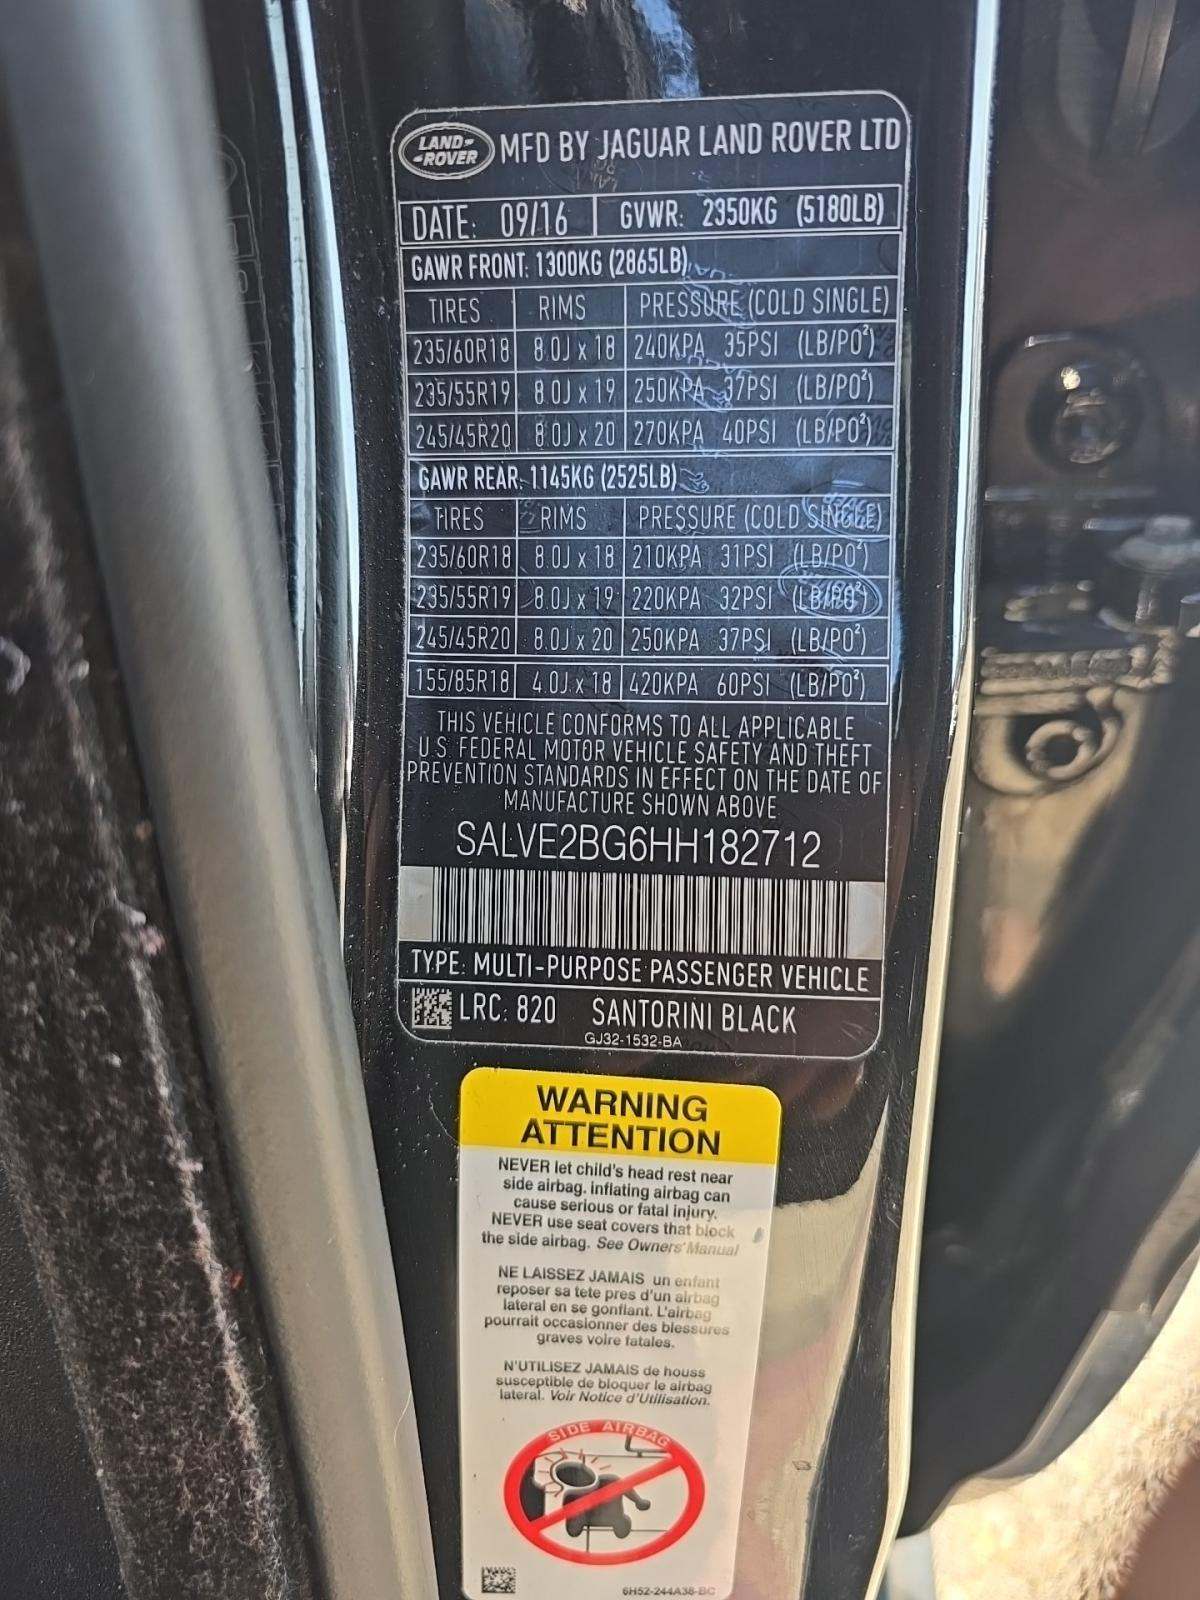 LAND ROVER MFD BY JAGUAR LAND ROVER LTD
DATE: 09/16 GVWR: 2350KG (5180LB)
GAWR FRONT: 1300KG (2865LB)
TIRES RIMS PRESSURE (COLD SINGLE)
235/60R18 8.0J x 18 240KPA 35PSI (LB/PO²)
235/55R19 8.0J x 19 250KPA 37PSI (LB/PO²)
245/45R20 8.0J x 20 270KPA 40PSI (LB/PO²)
GAWR REAR: 1145KG (2525LB)
TIRES RIMS PRESSURE (COLD SINGLE)
235/60R18 8.0J x 18 210KPA 31PSI (LB/PO²)
235/55R19 8.0J x 19 220KPA 32PSI (LB/PO²)
245/45R20 8.0J x 20 250KPA 37PSI (LB/PO²)
155/85R18 4.0J x 18 420KPA 60PSI (LB/PO²)
THIS VEHICLE CONFORMS TO ALL APPLICABLE
U.S. FEDERAL MOTOR VEHICLE SAFETY AND THEFT
PREVENTION STANDARDS IN EFFECT ON THE DATE OF
MANUFACTURE SHOWN ABOVE
SALVE2BG6HH182712
TYPE: MULTI-PURPOSE PASSENGER VEHICLE
LRC: 820 SANTORINI BLACK
GJ32-1532-BA
WARNING
ATTENTION
NEVER let child's head rest near
side airbag. inflating airbag can
cause serious or fatal injury.
NEVER use seat covers that block
the side airbag. See Owners' Manual
NE LAISSEZ JAMAIS un enfant
reposer sa tete pres d'un airbag
lateral en se gonflant. L'airbag
pourrait occasionner des blessures
graves voire fatales.
N'UTILISEZ JAMAIS de houss
susceptible de bloquer le airbag
lateral. Voir Notice d'Utilisation.
SIDE AIRBAG
6H52-244A36-BC